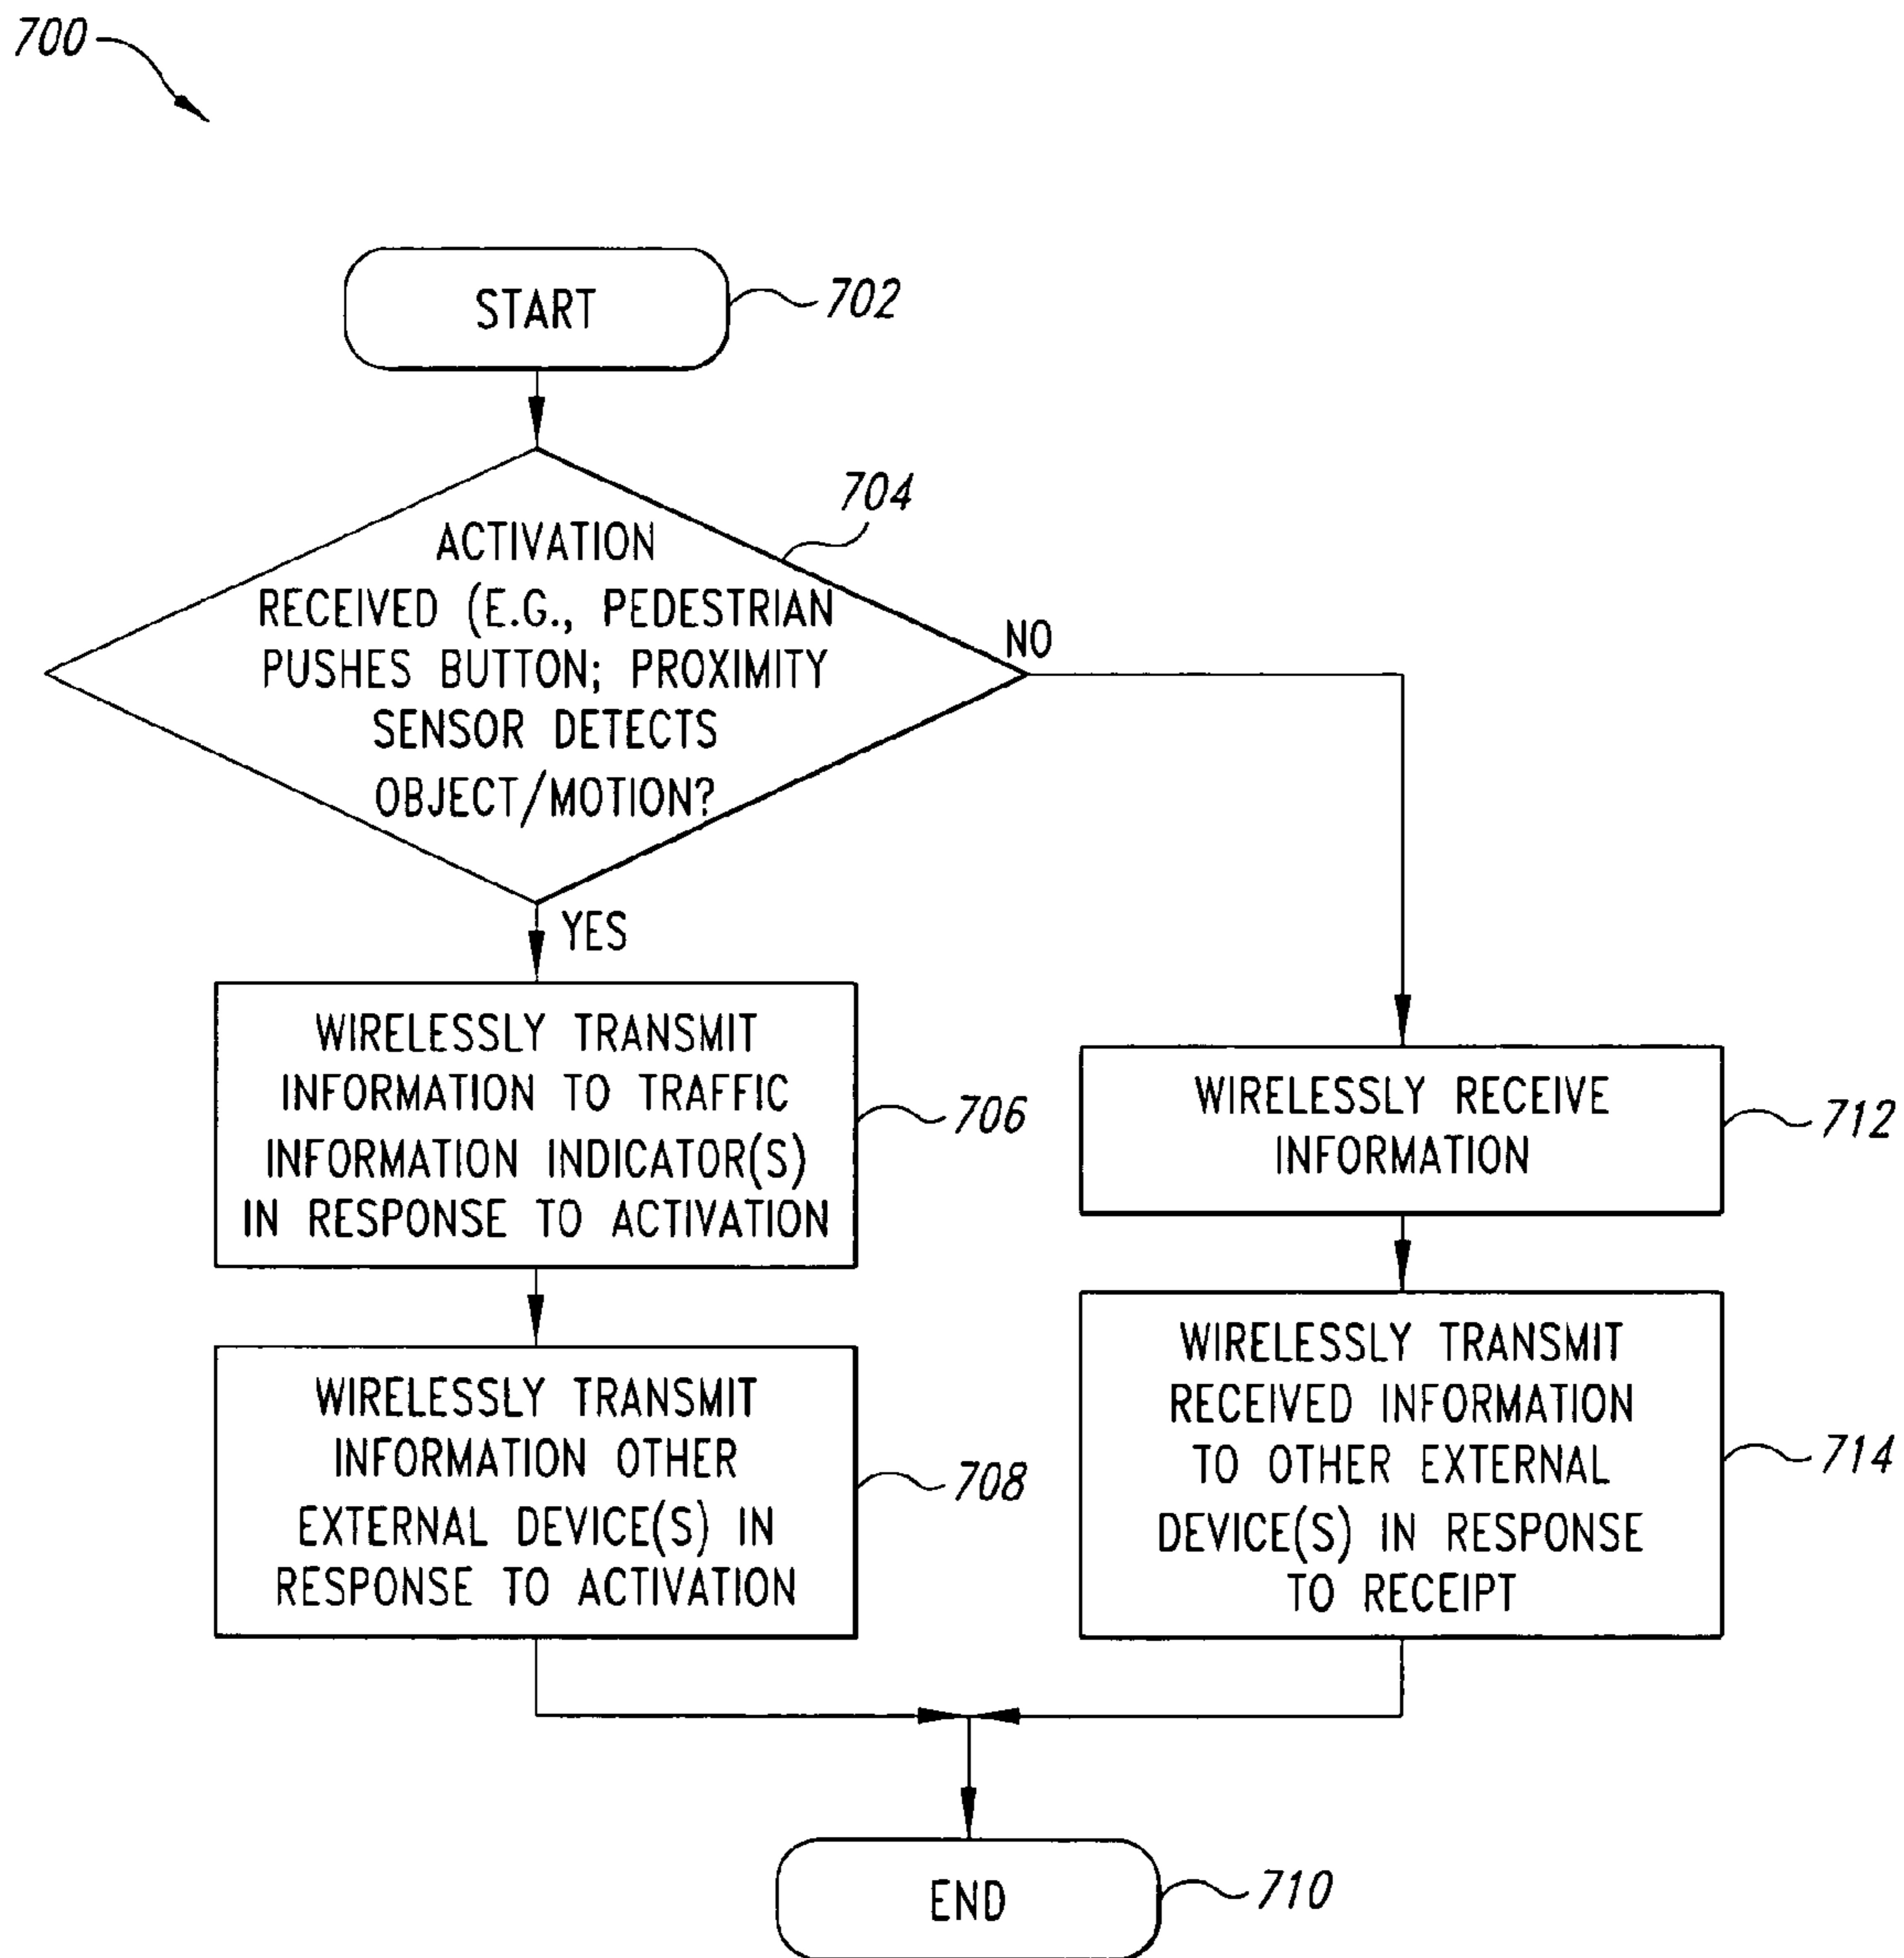 700
START
702
704
ACTIVATION
RECEIVED (E.G., PEDESTRIAN
PUSHES BUTTON; PROXIMITY
SENSOR DETECTS
OBJECT/MOTION?
NO
YES
WIRELESSLY TRANSMIT
INFORMATION TO TRAFFIC
INFORMATION INDICATOR(S)
IN RESPONSE TO ACTIVATION
706
WIRELESSLY RECEIVE
INFORMATION
712
WIRELESSLY TRANSMIT
INFORMATION OTHER
EXTERNAL DEVICE(S) IN
RESPONSE TO ACTIVATION
708
WIRELESSLY TRANSMIT
RECEIVED INFORMATION
TO OTHER EXTERNAL
DEVICE(S) IN RESPONSE
TO RECEIPT
714
END
710